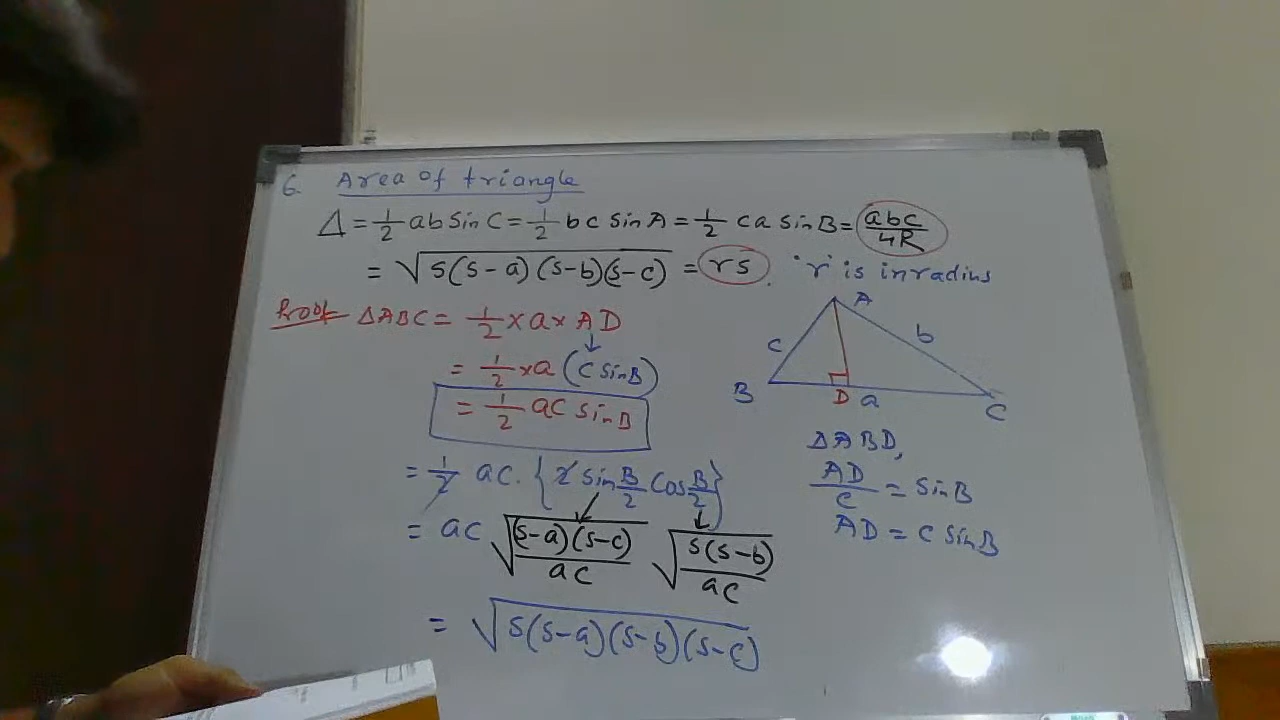 6. Area of triangle
Δ = 1/2 ab sin C = 1/2 bc sin A = 1/2 ca sin B = abc/4R
= √s(s-a)(s-b)(s-c) = rs. 'r' is inradius
Proof ΔABC = 1/2 × a × AD
= 1/2 × a (c sin B)
= 1/2 ac sin B
= 1/2 ac. {2 sin B/2 cos B/2}
= ac √(s-a)(s-c)/ac √s(s-b)/ac
= √s(s-a)(s-b)(s-c)
A
c b
B D a C
ΔABD,
AD/c = sin B
AD = c sin B